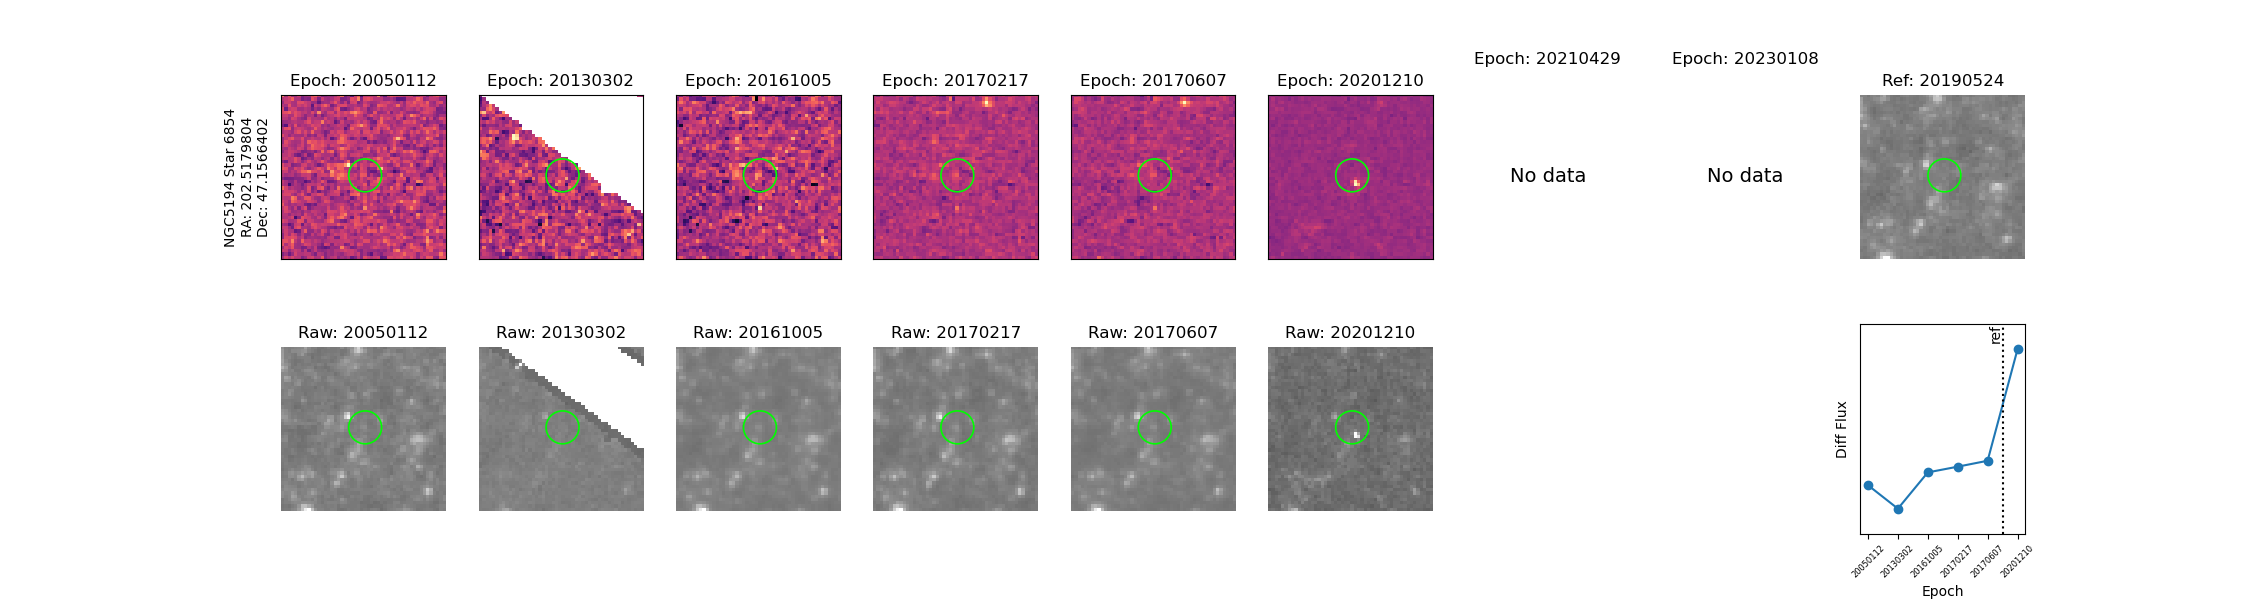 NGC5194 Star 6854
RA: 202.5179804
Dec: 47.1566402
Epoch: 20050112
Epoch: 20130302
Epoch: 20161005
Epoch: 20170217
Epoch: 20170607
Epoch: 20201210
Epoch: 20210429
Epoch: 20230108
Ref: 20190524
No data
No data
Raw: 20050112
Raw: 20130302
Raw: 20161005
Raw: 20170217
Raw: 20170607
Raw: 20201210
ref
Diff Flux
20050112
20130302
20161005
20170217
20170607
20201210
Epoch